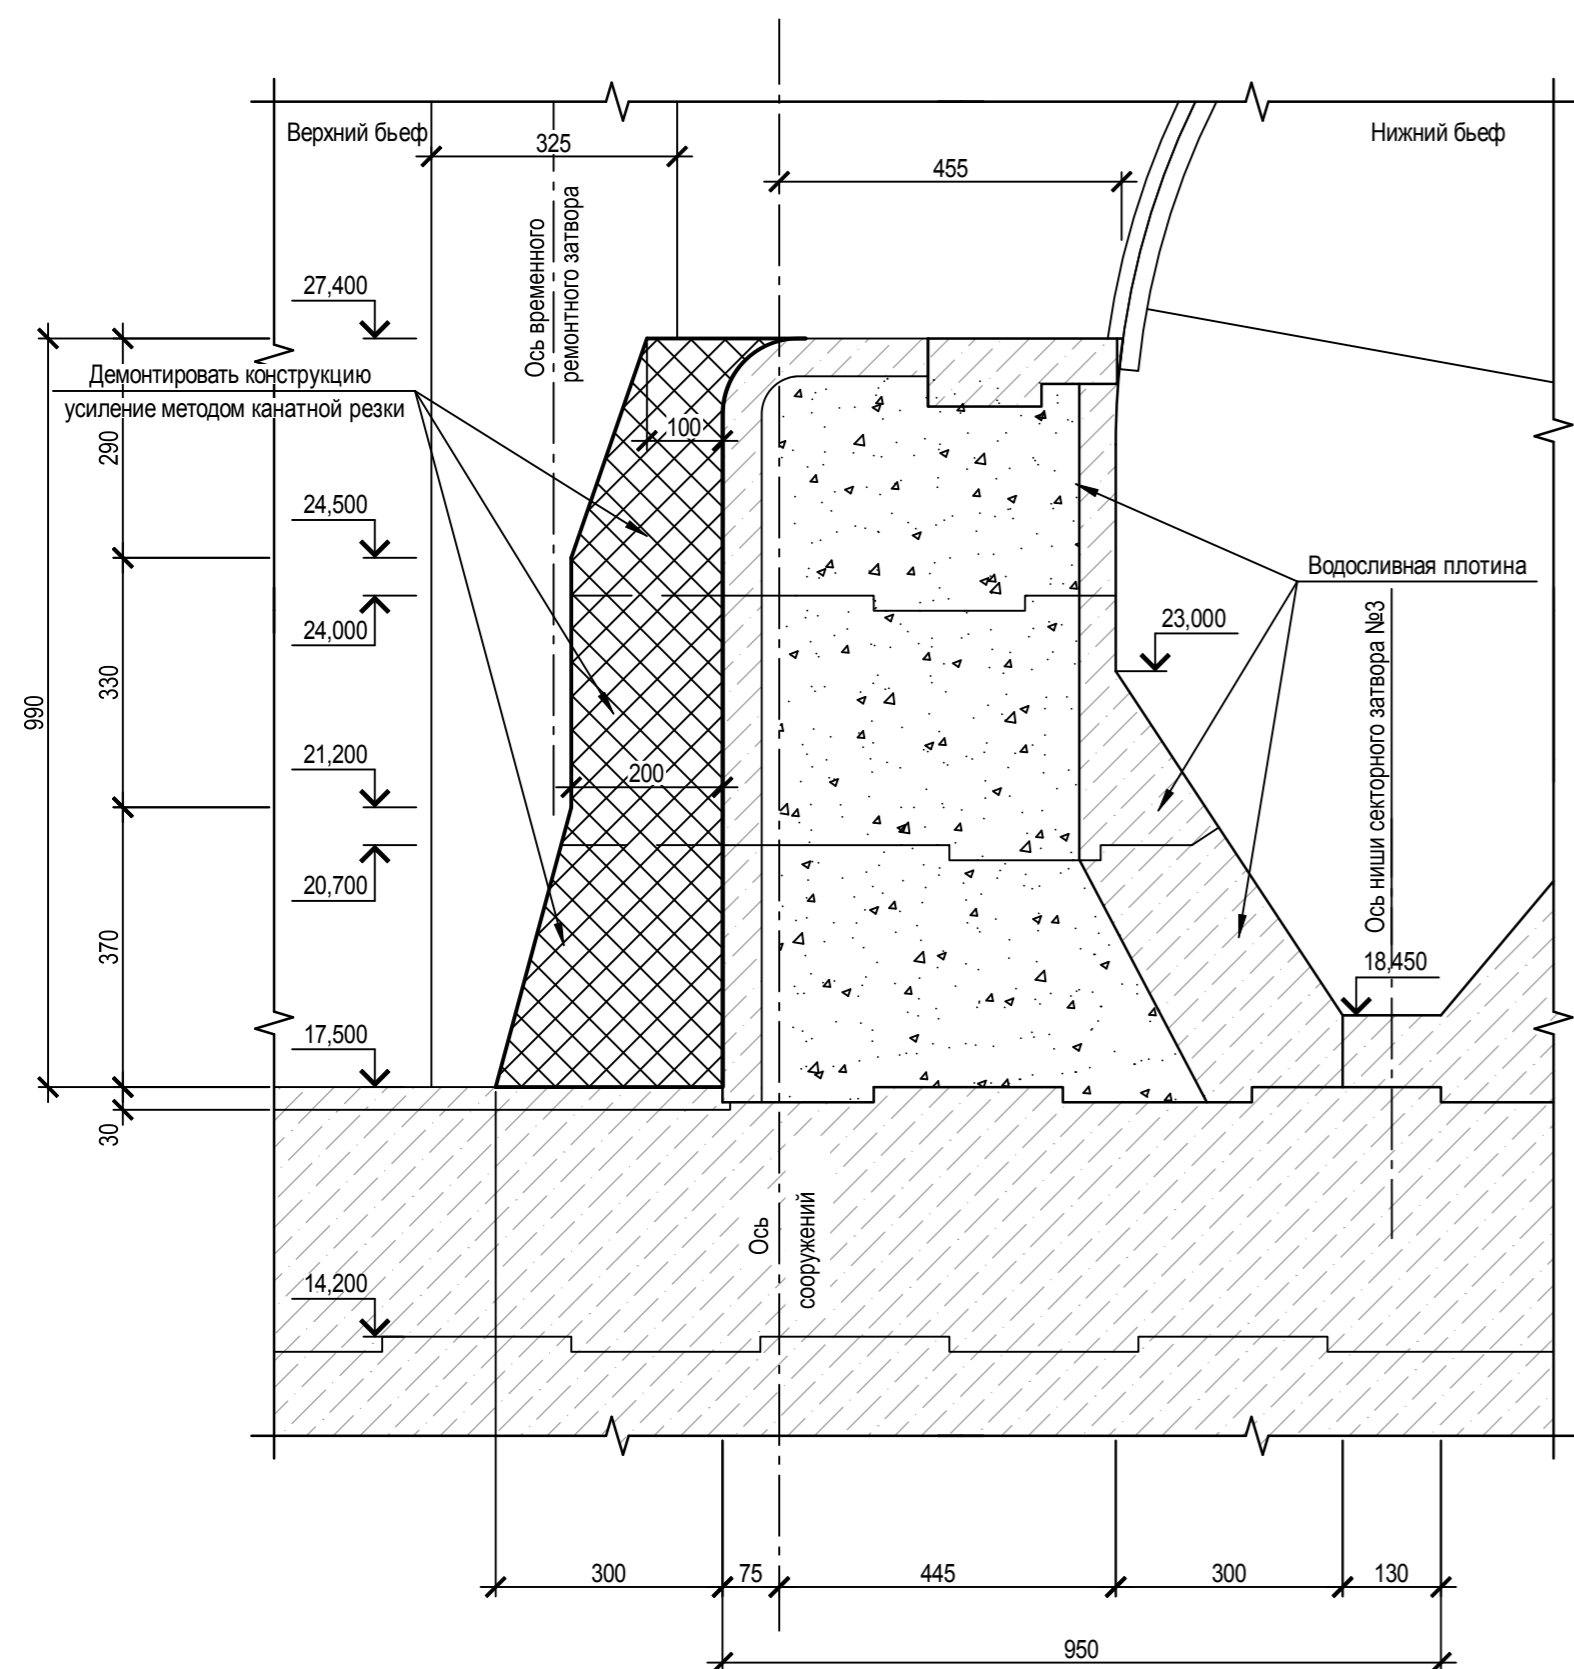 Верхний бьеф
325
Нижний бьеф
455
Ось временного
ремонтного затвора
27,400
Демонтировать конструкцию
усиление методом канатной резки
290
100
24,500
24,000
Водосливная плотина
23,000
Ось ниши секторного затвора №3
330
990
21,200
200
20,700
370
18,450
17,500
30
Ось
сооружений
14,200
300
75
445
300
130
950